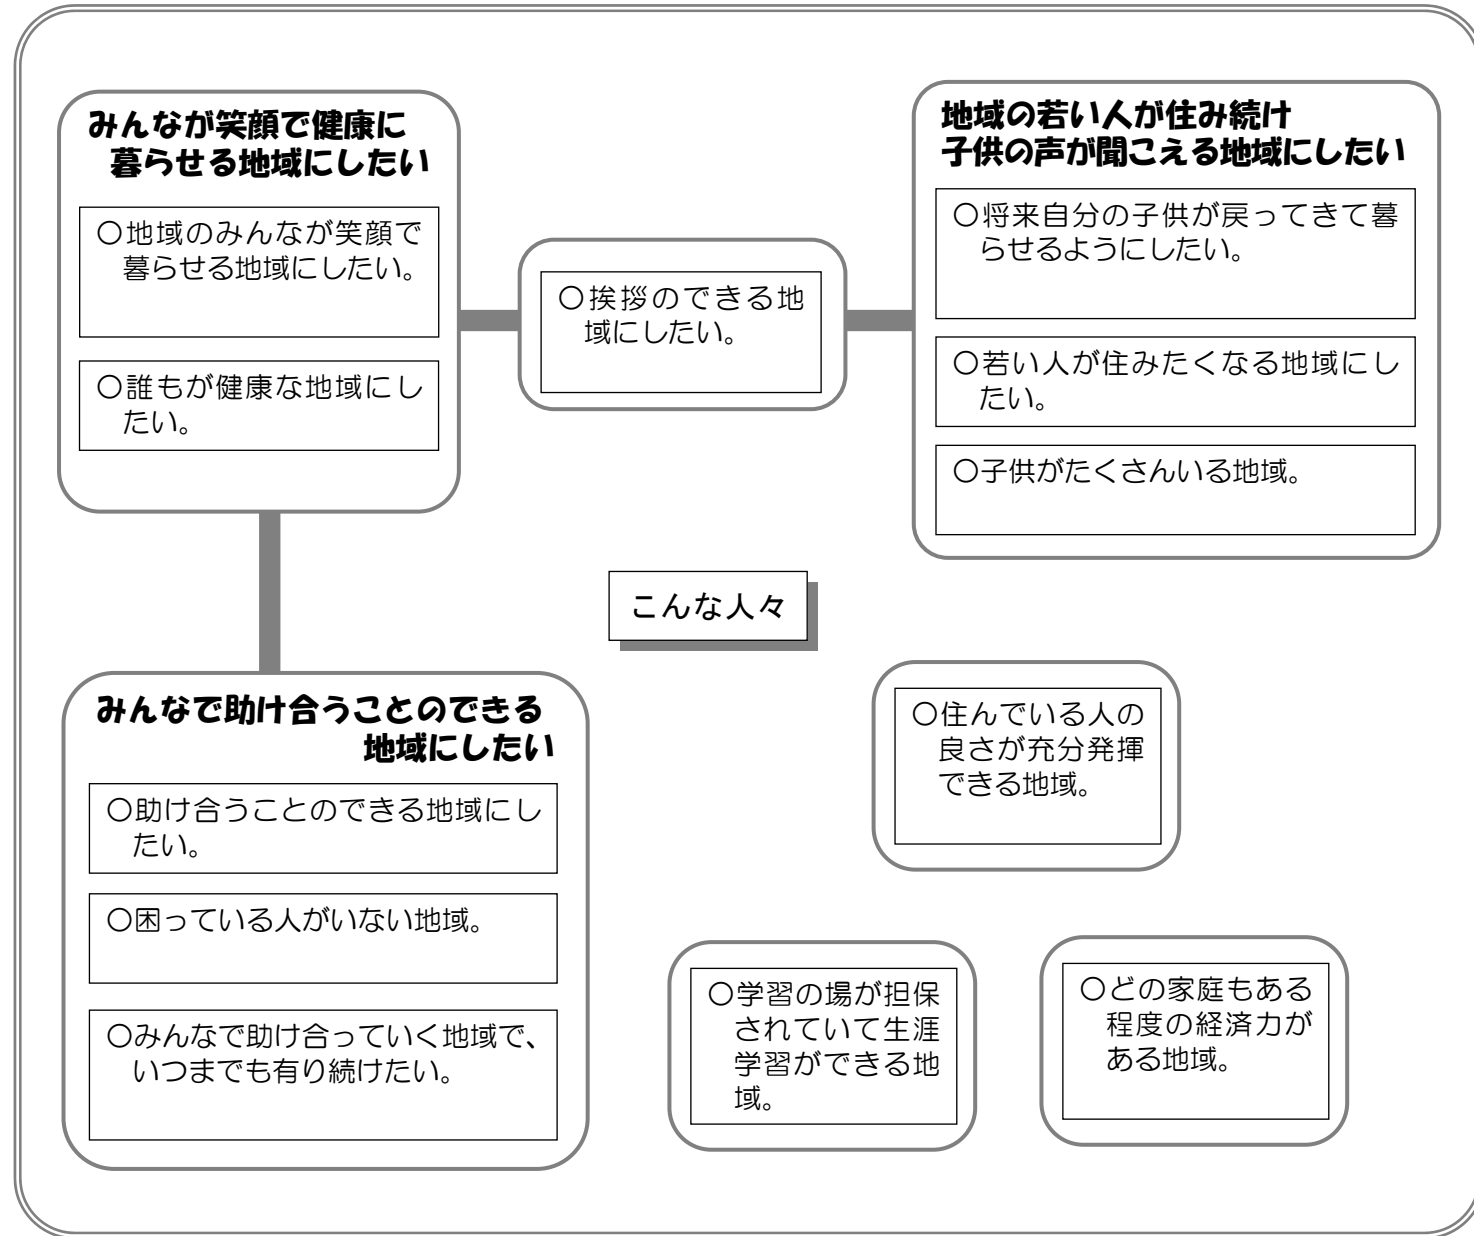 みんなが笑顔で健康に
暮らせる地域にしたい
〇地域のみんなが笑顔で
暮らせる地域にしたい。
〇誰もが健康な地域にし
たい。
〇挨拶のできる地
域にしたい。
地域の若い人が住み続け
子供の声が聞こえる地域にしたい
〇将来自分の子供が戻ってきて暮
らせるようにしたい。
〇若い人が住みたくなる地域にし
たい。
〇子供がたくさんいる地域。
こんな人々
みんなで助け合うことのできる
地域にしたい
〇助け合うことのできる地域にし
たい。
〇困っている人がいない地域。
〇みんなで助け合っていく地域で、
いつまでも有り続けたい。
〇住んでいる人の
良さが充分発揮
できる地域。
〇学習の場が担保
されていて生涯
学習ができる地
域。
〇どの家庭もある
程度の経済力が
ある地域。